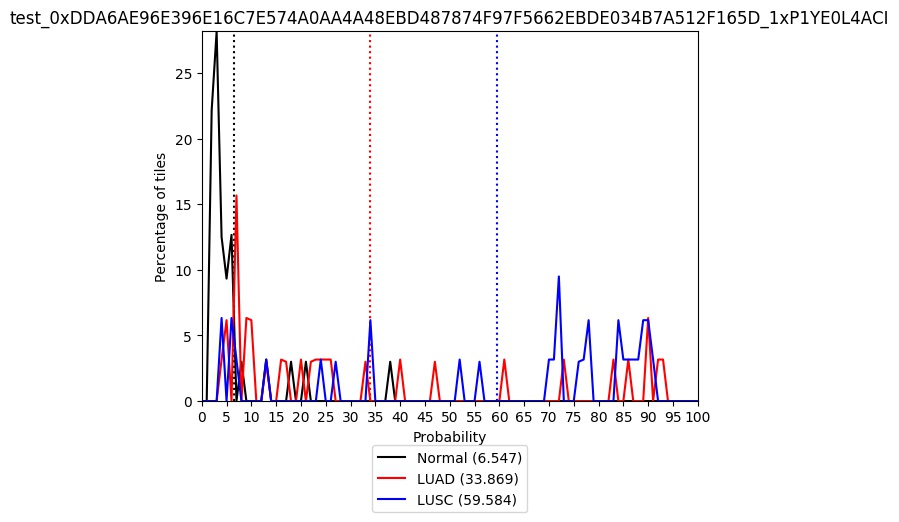 test_0xDDA6AE96E396E16C7E574A0AA4A48EBD487874F97F5662EBDE034B7A512F165D_1xP1YE0L4ACI
Percentage of tiles
25
20
15
10
5
0
0 5 10 15 20 25 30 35 40 45 50 55 60 65 70 75 80 85 90 95 100
Probability
Normal (6.547)
LUAD (33.869)
LUSC (59.584)